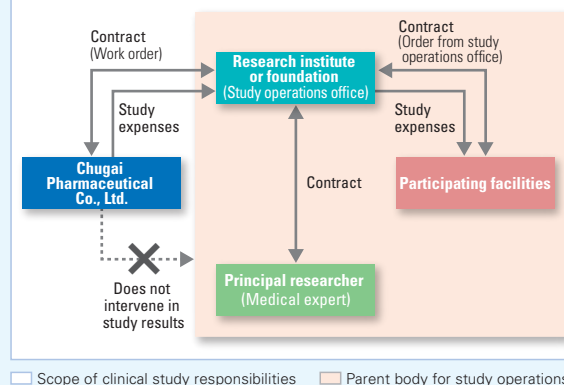 Contract
(Work order)
Contract
(Order from study
operations office)
Research institute
or foundation
(Study operations office)
Study
expenses
Study
expenses
Chugai
Pharmaceutical
Co., Ltd.
Contract
Participating facilities
Does not
intervene in
study results
Principal researcher
(Medical expert)
Scope of clinical study responsibilities
Parent body for study operations